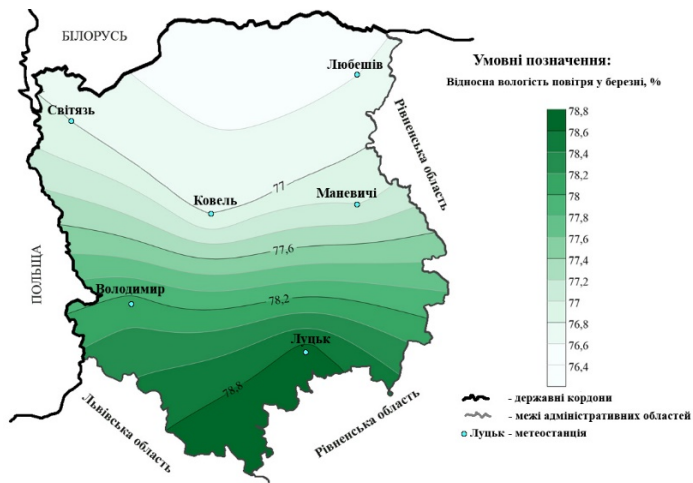 БІЛОРУСЬ
Любешів
Світязь
Рівненська область
77
Ковель
Маневичі
77,6
ПОЛЬЩА
Володимир
78,2
Луцьк
78,8
Львівська область
Рівненська область
Умовні позначення:
Відносна вологість повітря у березні, %
78,8
78,6
78,4
78,2
78
77,8
77,6
77,4
77,2
77
76,8
76,6
76,4
- державні кордони
- межі адміністративних областей
Луцьк - метеостанція